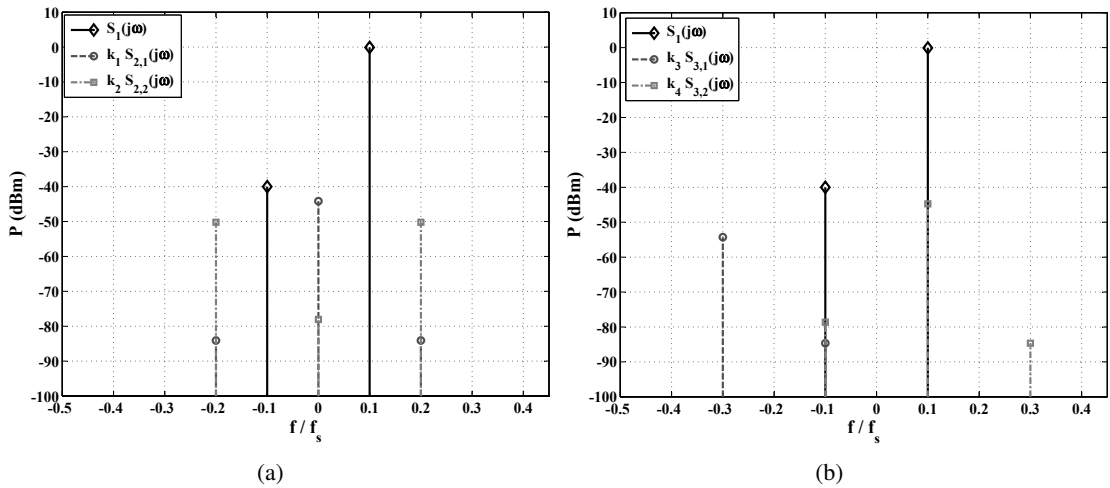 S1(jω)
k1 S2,1(jω)
k2 S2,2(jω)
10
0
-10
-20
-30
-40
-50
-60
-70
-80
-90
-100
P (dBm)
-0.5 -0.4 -0.3 -0.2 -0.1 0 0.1 0.2 0.3 0.4
f / fs
(a)
S1(jω)
k3 S3,1(jω)
k4 S3,2(jω)
10
0
-10
-20
-30
-40
-50
-60
-70
-80
-90
-100
P (dBm)
-0.5 -0.4 -0.3 -0.2 -0.1 0 0.1 0.2 0.3 0.4
f / fs
(b)